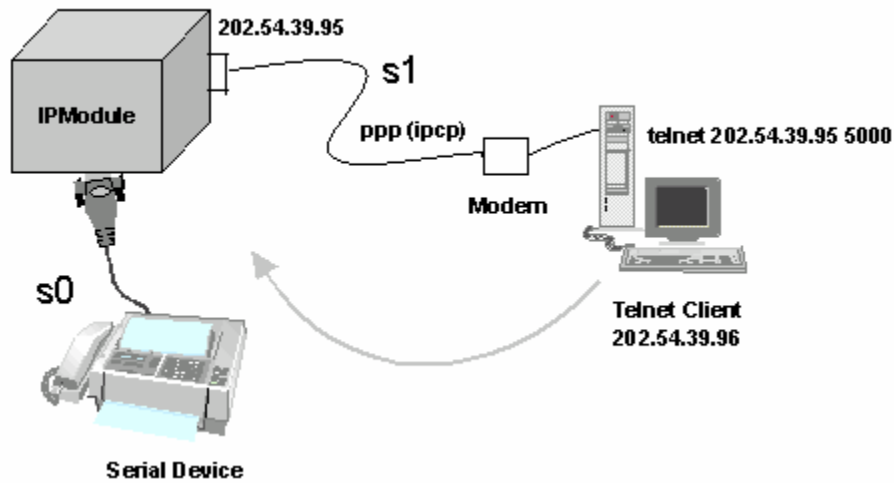 202.54.39.95
s1
IPModule
ppp (ipcp)
telnet 202.54.39.95 5000
Modem
s0
Telnet Client
202.54.39.96
Serial Device